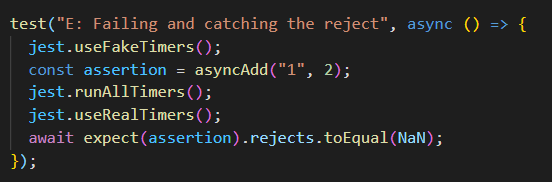 test("E: Failing and catching the reject", async () => {
  jest.useFakeTimers();
  const assertion = asyncAdd("1", 2);
  jest.runAllTimers();
  jest.useRealTimers();
  await expect(assertion).rejects.toEqual(NaN);
});